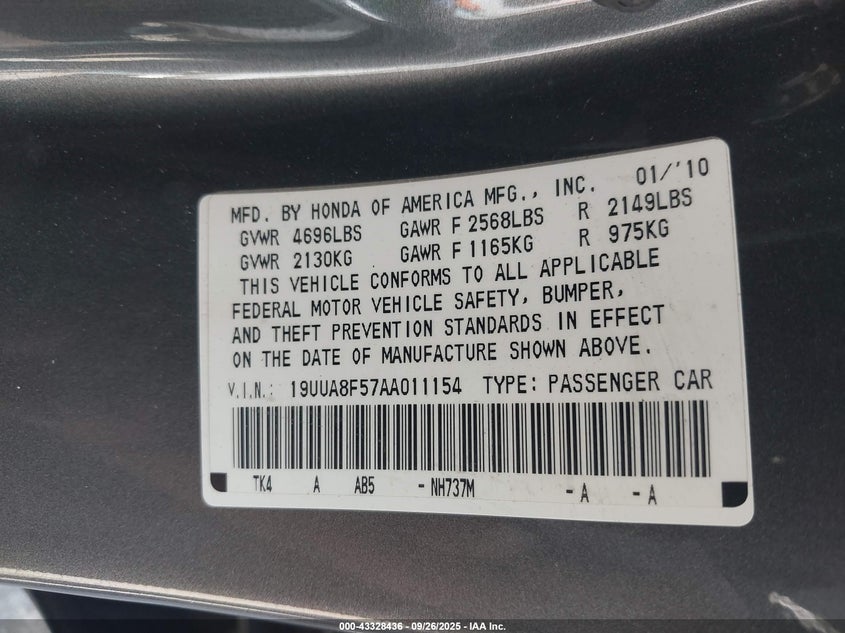 MFD. BY HONDA OF AMERICA MFG., INC. 01/'10
GVWR 4696LBS GAWR F 2568LBS R 2149LBS
GVWR 2130KG GAWR F 1165KG R 975KG
THIS VEHICLE CONFORMS TO ALL APPLICABLE
FEDERAL MOTOR VEHICLE SAFETY, BUMPER,
AND THEFT PREVENTION STANDARDS IN EFFECT
ON THE DATE OF MANUFACTURE SHOWN ABOVE.
V.I.N.: 19UUA8F57AA011154 TYPE: PASSENGER CAR
TK4 A AB5 - NH737M - A - A
000-43328436 - 09/26/2025 - IAA Inc.